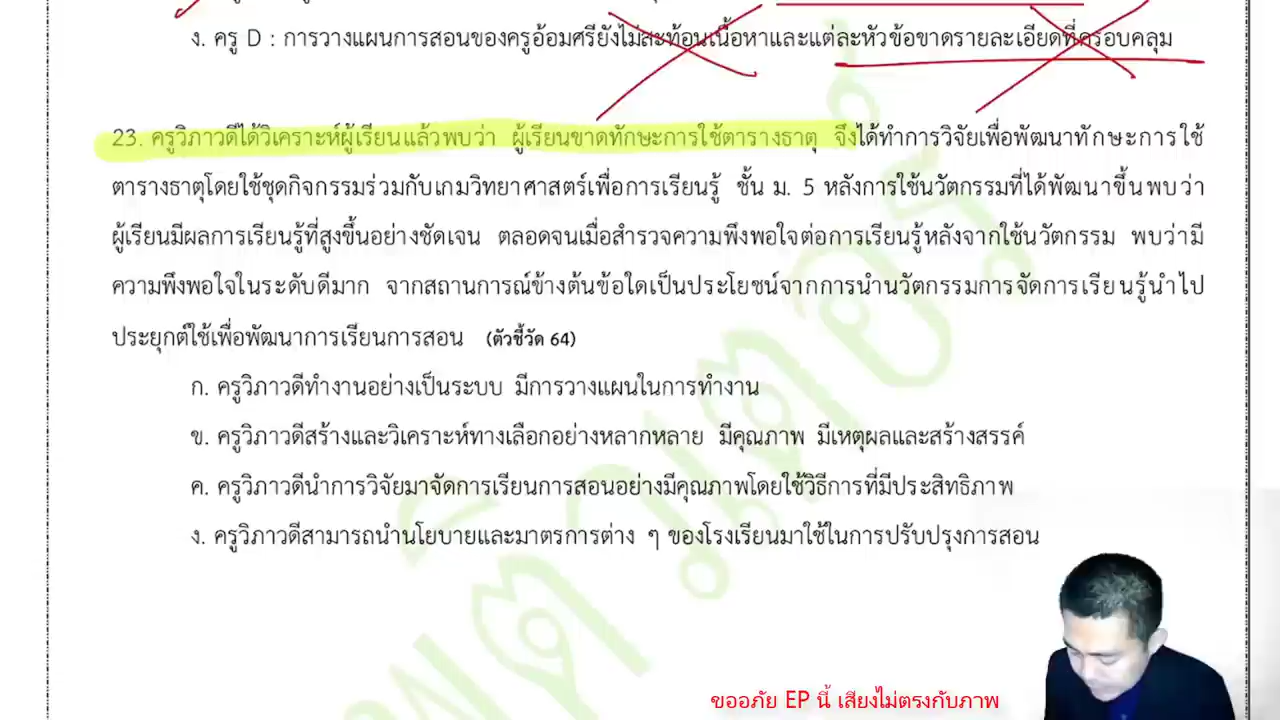 ง. ครู D : การวางแผนการสอนของครูอ้อมศรียังไม่สะท้อนเนื้อหาและแต่ละหัวข้อขาดรายละเอียดที่ครอบคลุม
23. ครูวิภาวดีได้วิเคราะห์ผู้เรียนแล้วพบว่า ผู้เรียนขาดทักษะการใช้ตารางธาตุ จึงได้ทำการวิจัยเพื่อพัฒนาทักษะการใช้
ตารางธาตุโดยใช้ชุดกิจกรรมร่วมกับเกมวิทยาศาสตร์เพื่อการเรียนรู้ ชั้น ม. 5 หลังการใช้นวัตกรรมที่ได้พัฒนาขึ้นพบว่า
ผู้เรียนมีผลการเรียนรู้ที่สูงขึ้นอย่างชัดเจน ตลอดจนเมื่อสำรวจความพึงพอใจต่อการเรียนรู้หลังจากใช้นวัตกรรม พบว่ามี
ความพึงพอใจในระดับดีมาก จากสถานการณ์ข้างต้นข้อใดเป็นประโยชน์จากการนำนวัตกรรมการจัดการเรียนรู้นำไป
ประยุกต์ใช้เพื่อพัฒนาการเรียนการสอน (ตัวชี้วัด 64)
ก. ครูวิภาวดีทำงานอย่างเป็นระบบ มีการวางแผนในการทำงาน
ข. ครูวิภาวดีสร้างและวิเคราะห์ทางเลือกอย่างหลากหลาย มีคุณภาพ มีเหตุผลและสร้างสรรค์
ค. ครูวิภาวดีนำการวิจัยมาจัดการเรียนการสอนอย่างมีคุณภาพโดยใช้วิธีการที่มีประสิทธิภาพ
ง. ครูวิภาวดีสามารถนำนโยบายและมาตรการต่าง ๆ ของโรงเรียนมาใช้ในการปรับปรุงการสอน
ขออภัย EP นี้ เสียงไม่ตรงกับภาพ